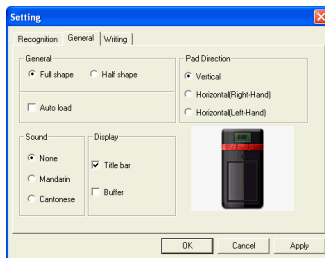 Setting
Recognition General Writing
General
Full shape Half shape
Auto load
Pad Direction
Vertical
Horizontal(Right-Hand)
Horizontal(Left-Hand)
Sound
None
Mandarin
Cantonese
Display
Title bar
Buffer
OK Cancel Apply